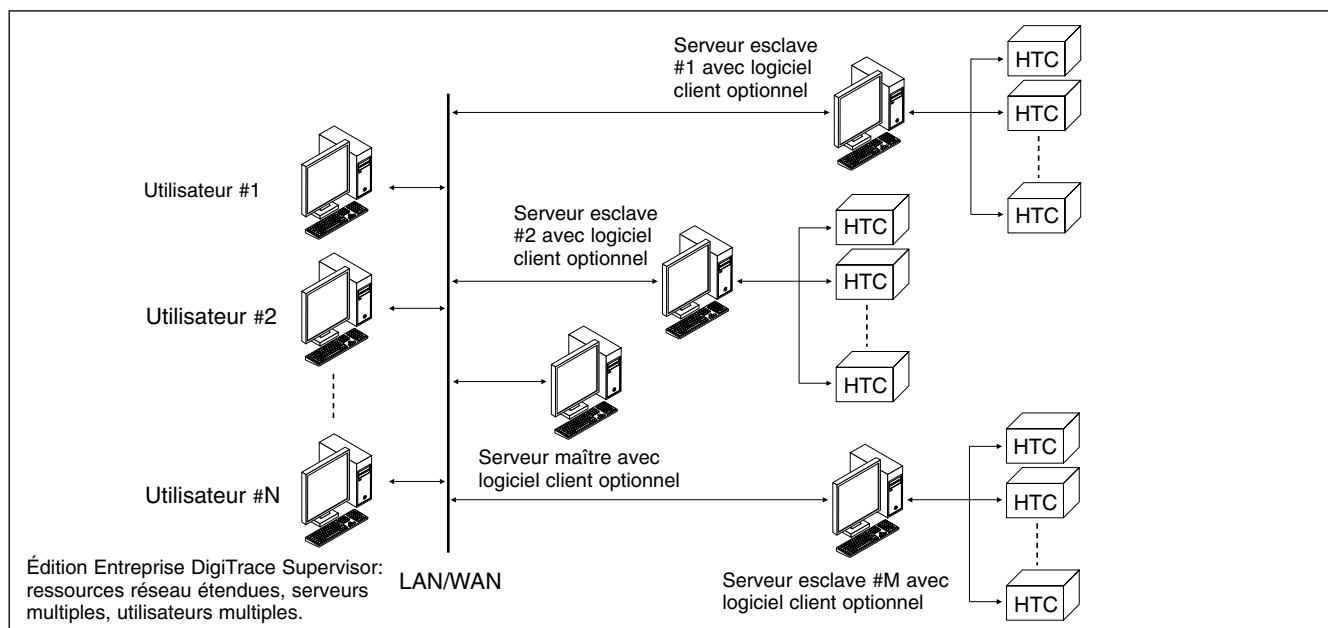 Serveur esclave
#1 avec logiciel
client optionnel
HTC
HTC
HTC
Utilisateur #1
Serveur esclave
#2 avec logiciel
client optionnel
HTC
HTC
HTC
Utilisateur #2
Serveur maître avec
logiciel client optionnel
Utilisateur #N
HTC
HTC
HTC
Serveur esclave #M avec
logiciel client optionnel
LAN/WAN
Édition Entreprise DigiTrace Supervisor:
ressources réseau étendues, serveurs
multiples, utilisateurs multiples.